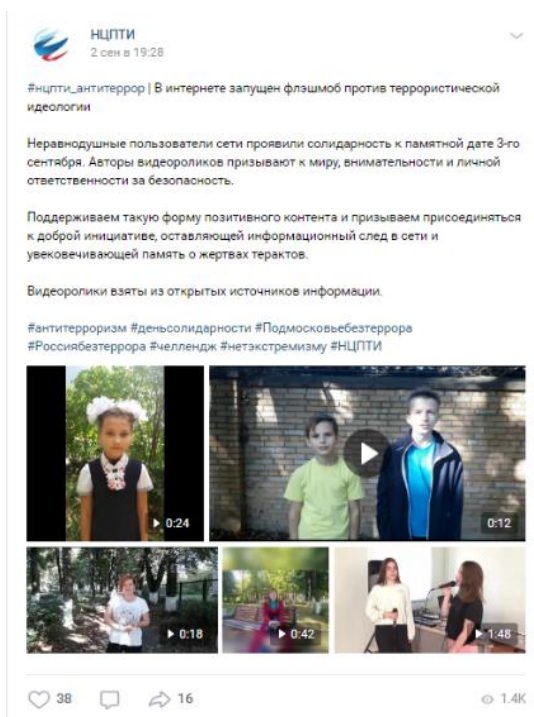 НЦПТИ
2 сен в 19:28
#нцпти_антитеррор | В интернете запущен флэшмоб против террористической
идеологии
Неравнодушные пользователи сети проявили солидарность к памятной дате 3-го
сентября. Авторы видеороликов призывают к миру, внимательности и личной
ответственности за безопасность.
Поддерживаем такую форму позитивного контента и призываем присоединяться
к доброй инициативе, оставляющей информационный след в сети и
увековечивающей память о жертвах терактов.
Видеоролики взяты из открытых источников информации.
#антитерроризм #деньсолидарности #Подмосковьебезтеррора
#Россиябезтеррора #челлендж #нетэкстремизму #НЦПТИ
0:24
0:12
0:18
0:42
1:48
38
16
1.4K